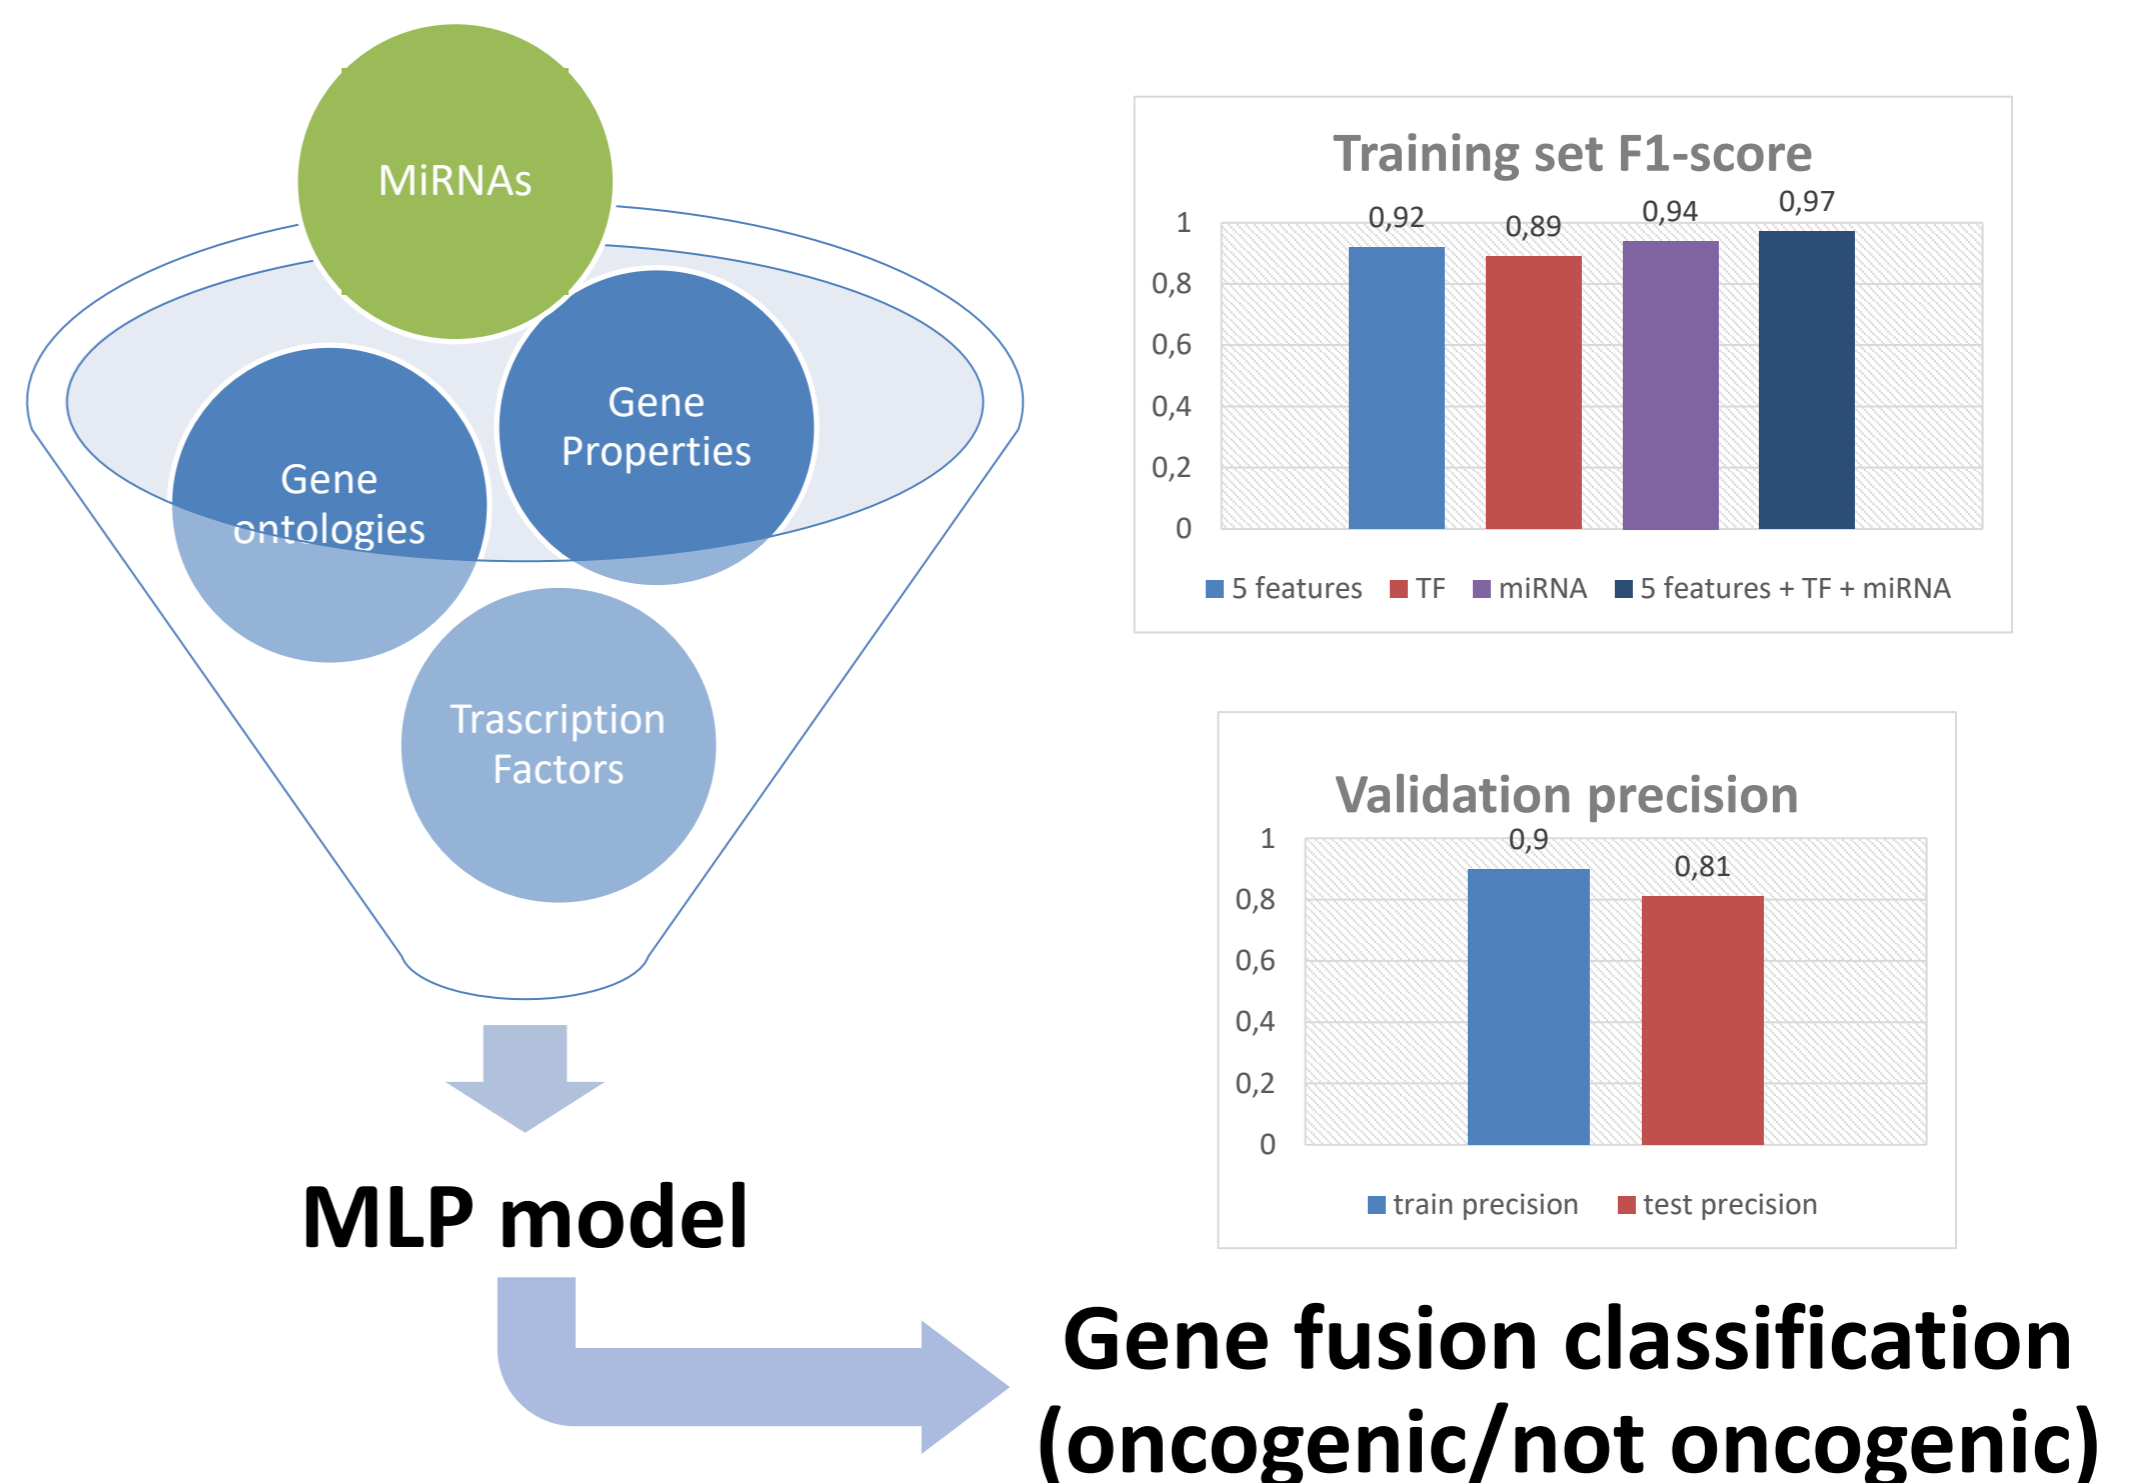 MiRNAs
Gene
Properties
Gene
ontologies
Trascription
Factors
MLP model
Training set F1-score
0,92
0,89
0,94
0,97
1
0,8
0,6
0,4
0,2
0
5 features
TF
miRNA
5 features + TF + miRNA
Validation precision
0,9
0,81
1
0,8
0,6
0,4
0,2
0
train precision
test precision
Gene fusion classification
(oncogenic/not oncogenic)